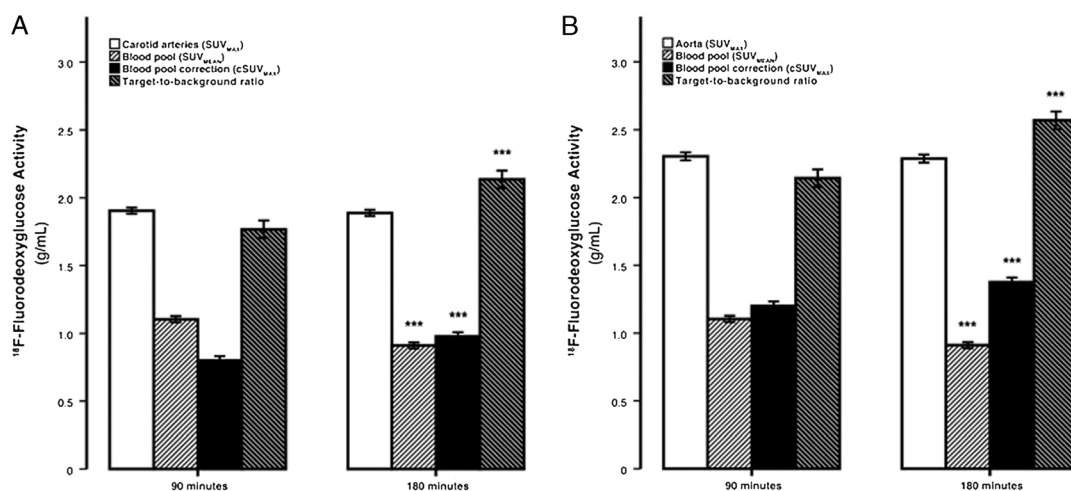 A
Carotid arteries (SUVMAX)
Blood pool (SUVMEAN)
Blood pool correction (cSUVMAX)
Target-to-background ratio
¹⁸F-Fluorodeoxyglucose Activity
(g/mL)
3.0
2.5
2.0
1.5
1.0
0.5
0
***
***
***
90 minutes
180 minutes
B
Aorta (SUVMAX)
Blood pool (SUVMEAN)
Blood pool correction (cSUVMAX)
Target-to-background ratio
¹⁸F-Fluorodeoxyglucose Activity
(g/mL)
3.0
2.5
2.0
1.5
1.0
0.5
0
***
***
***
90 minutes
180 minutes